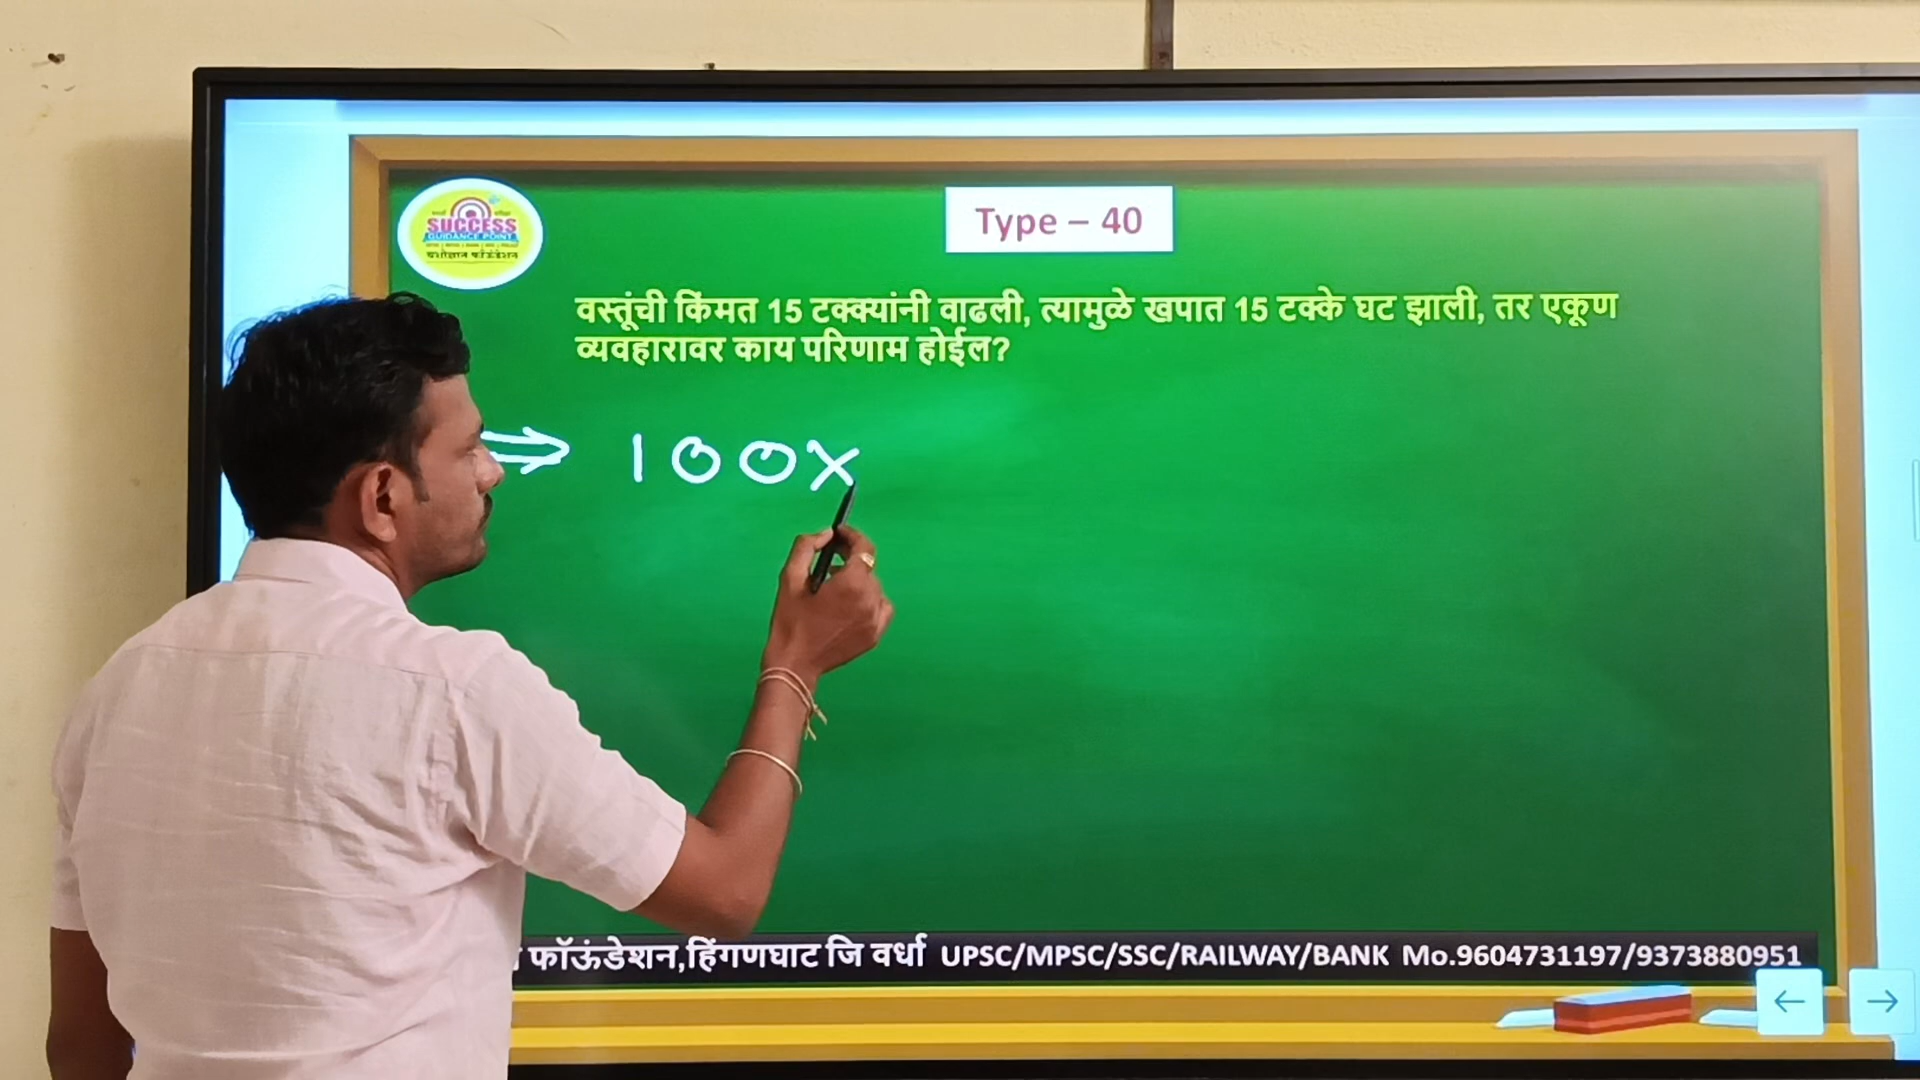 SUCCESS
GUIDANCE POINT
Type – 40
वस्तूंची किंमत 15 टक्क्यांनी वाढली, त्यामुळे खपात 15 टक्के घट झाली, तर एकूण
व्यवहारावर काय परिणाम होईल?
⇒ 100x
फॉऊंडेशन,हिंगणघाट जि वर्धा UPSC/MPSC/SSC/RAILWAY/BANK Mo.9604731197/9373880951